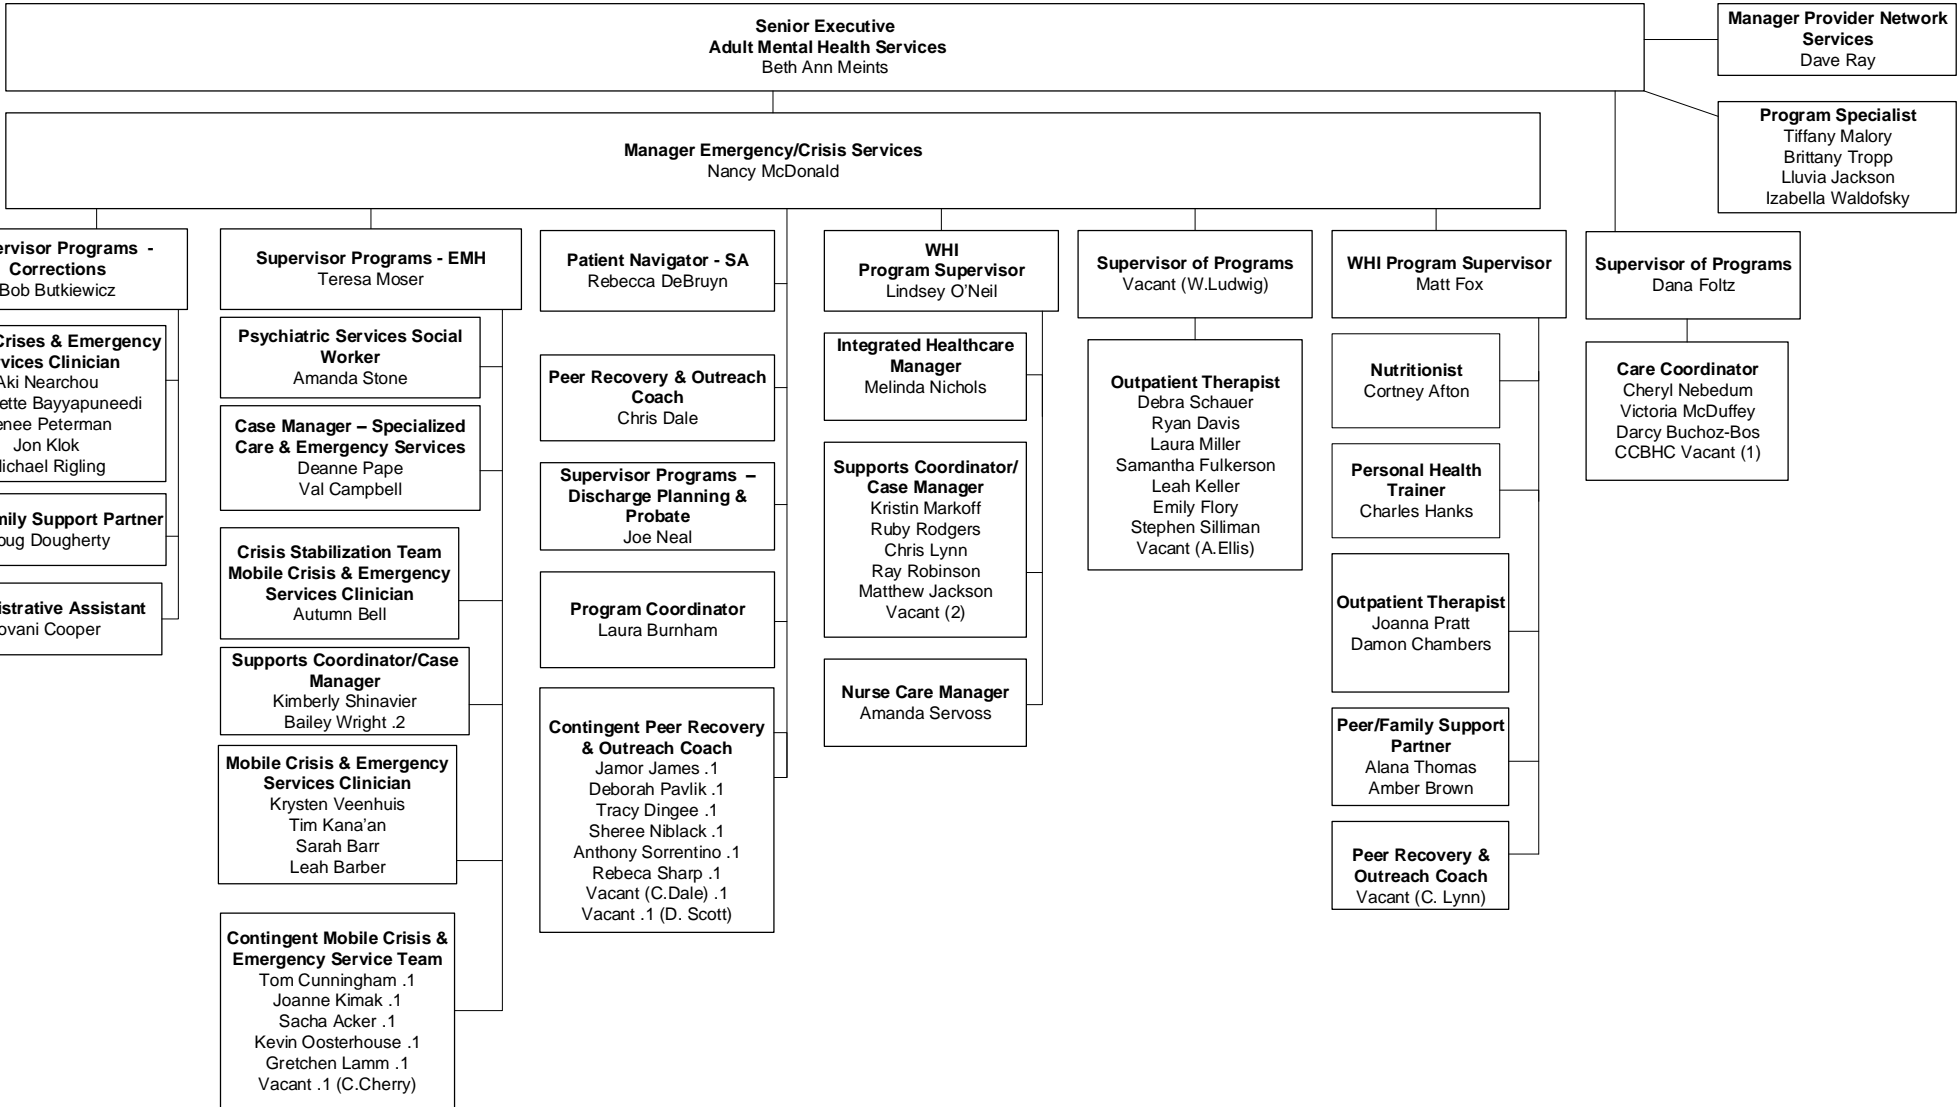 Senior Executive
Adult Mental Health Services
Beth Ann Meints
Manager Provider Network
Services
Dave Ray
Program Specialist
Tiffany Malory
Brittany Tropp
Lluvia Jackson
Izabella Waldofsky
Manager Emergency/Crisis Services
Nancy McDonald
Programs -
Corrections
Bob Butkiewicz
Crises & Emergency
Clinician
Aki Nearchou
Bayyapuneedi
Peterman
Jon Klok
Rigling
Support Partner
Dougherty
Assistant
Cooper
Supervisor Programs - EMH
Teresa Moser
Psychiatric Services Social
Worker
Amanda Stone
Case Manager – Specialized
Care & Emergency Services
Deanne Pape
Val Campbell
Crisis Stabilization Team
Mobile Crisis & Emergency
Services Clinician
Autumn Bell
Supports Coordinator/Case
Manager
Kimberly Shinavier
Bailey Wright .2
Mobile Crisis & Emergency
Services Clinician
Krysten Veenhuis
Tim Kana’an
Sarah Barr
Leah Barber
Contingent Mobile Crisis &
Emergency Service Team
Tom Cunningham .1
Joanne Kimak .1
Sacha Acker .1
Kevin Oosterhouse .1
Gretchen Lamm .1
Vacant .1 (C.Cherry)
Patient Navigator - SA
Rebecca DeBruyn
Peer Recovery & Outreach
Coach
Chris Dale
Supervisor Programs –
Discharge Planning &
Probate
Joe Neal
Program Coordinator
Laura Burnham
Contingent Peer Recovery
& Outreach Coach
Jamor James .1
Deborah Pavlik .1
Tracy Dingee .1
Sheree Niblack .1
Anthony Sorrentino .1
Rebeca Sharp .1
Vacant (C.Dale) .1
Vacant .1 (D. Scott)
WHI
Program Supervisor
Lindsey O’Neil
Integrated Healthcare
Manager
Melinda Nichols
Supports Coordinator/
Case Manager
Kristin Markoff
Ruby Rodgers
Chris Lynn
Ray Robinson
Matthew Jackson
Vacant (2)
Nurse Care Manager
Amanda Servoss
Supervisor of Programs
Vacant (W.Ludwig)
Outpatient Therapist
Debra Schauer
Ryan Davis
Laura Miller
Samantha Fulkerson
Leah Keller
Emily Flory
Stephen Silliman
Vacant (A.Ellis)
WHI Program Supervisor
Matt Fox
Nutritionist
Cortney Afton
Personal Health
Trainer
Charles Hanks
Outpatient Therapist
Joanna Pratt
Damon Chambers
Peer/Family Support
Partner
Alana Thomas
Amber Brown
Peer Recovery &
Outreach Coach
Vacant (C. Lynn)
Supervisor of Programs
Dana Foltz
Care Coordinator
Cheryl Nebedum
Victoria McDuffey
Darcy Buchoz-Bos
CCBHC Vacant (1)